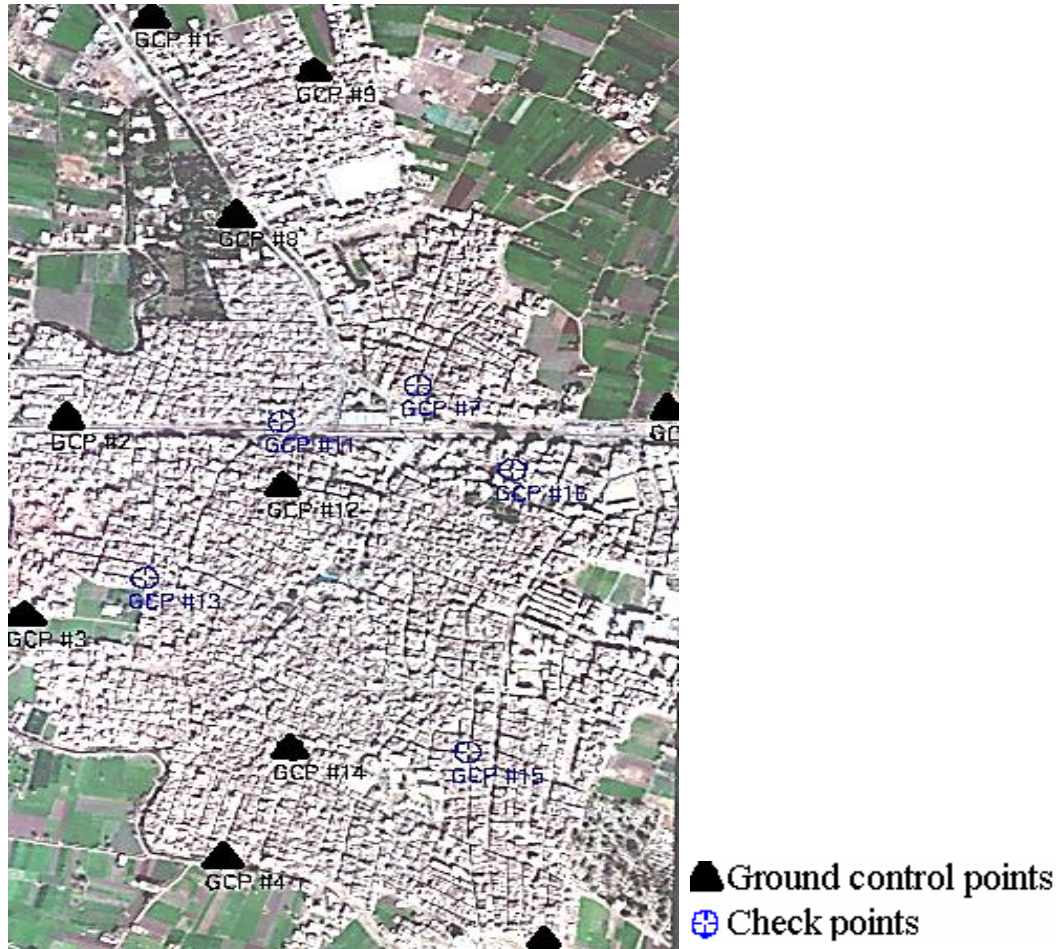 GCP #1
GCP #9
GCP #8
GCP #7
GCP #2
GCP #11
GC
GCP #16
GCP #12
GCP #13
GCP #3
GCP #14
GCP #15
GCP #4
Ground control points
Check points